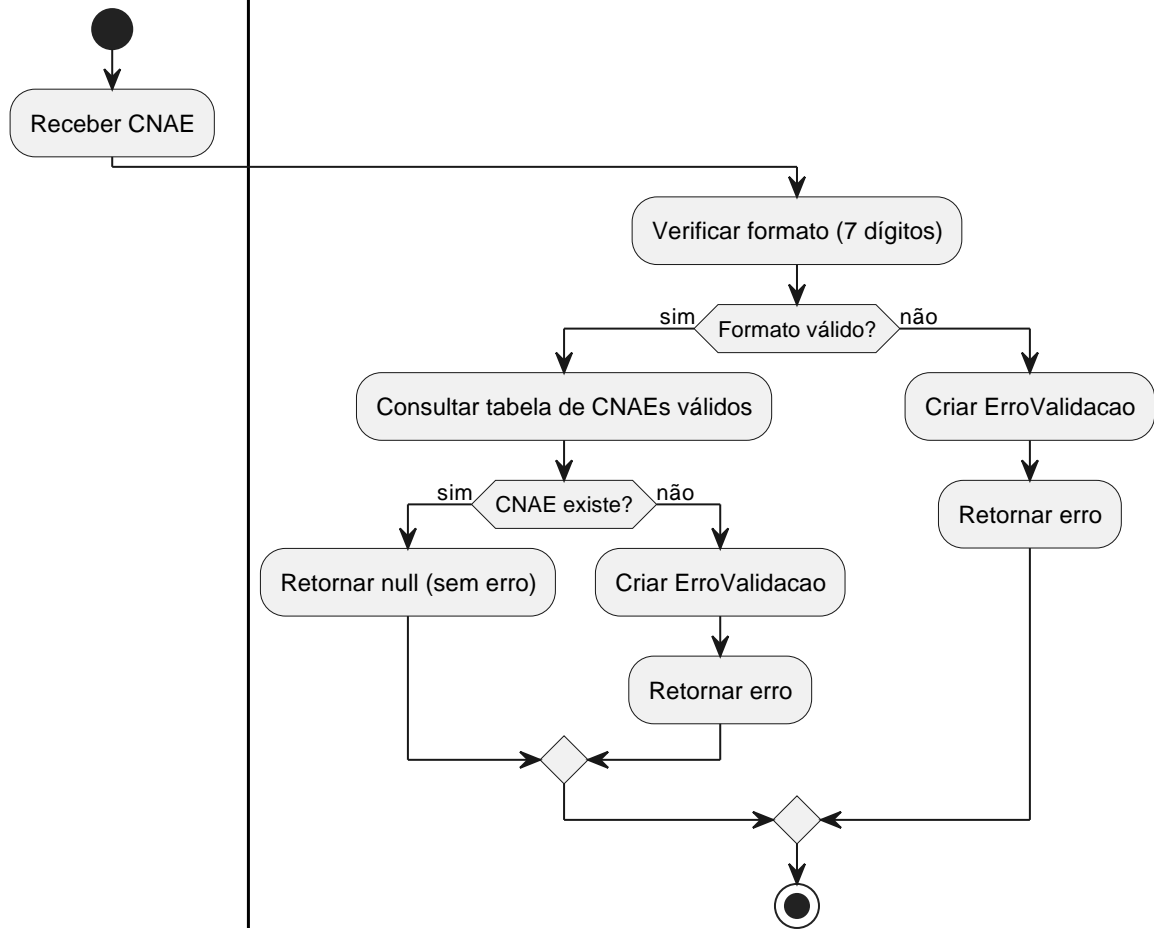 Receber CNAE
Verificar formato (7 dígitos)
sim
Formato válido?
não
Consultar tabela de CNAEs válidos
Criar ErroValidacao
sim
CNAE existe?
não
Retornar erro
Retornar null (sem erro)
Criar ErroValidacao
Retornar erro